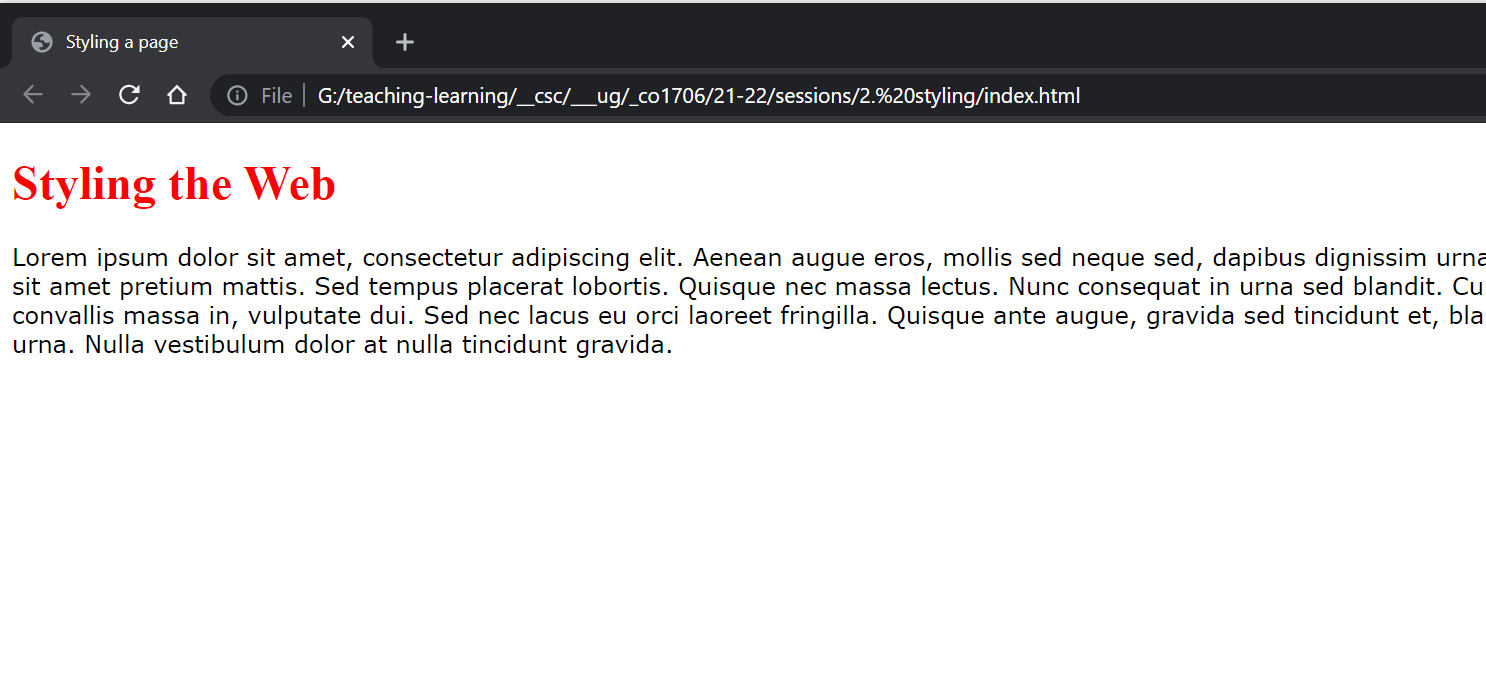 Styling a page
File G:/teaching-learning/__csc/___ug/_co1706/21-22/sessions/2.%20styling/index.html
Styling the Web
Lorem ipsum dolor sit amet, consectetur adipiscing elit. Aenean augue eros, mollis sed neque sed, dapibus dignissim urna
sit amet pretium mattis. Sed tempus placerat lobortis. Quisque nec massa lectus. Nunc consequat in urna sed blandit. Cu
convallis massa in, vulputate dui. Sed nec lacus eu orci laoreet fringilla. Quisque ante augue, gravida sed tincidunt et, bla
urna. Nulla vestibulum dolor at nulla tincidunt gravida.